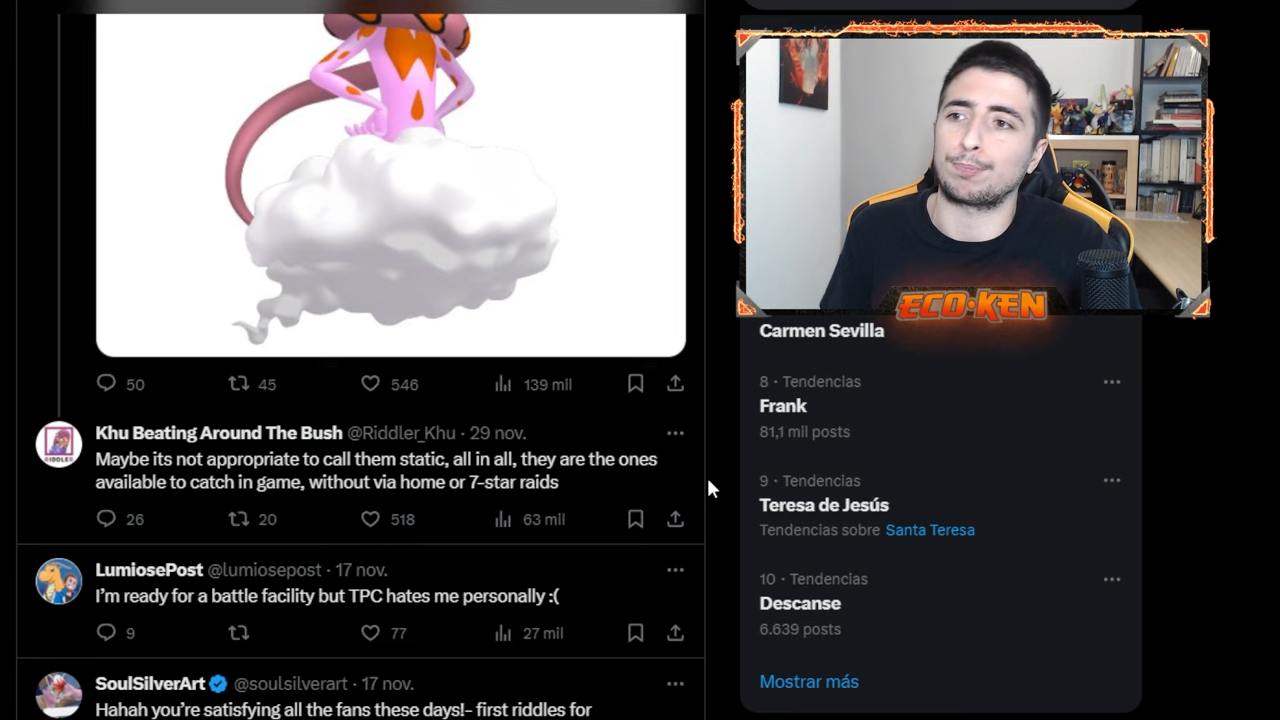 50 45 546 139 mil
Khu Beating Around The Bush @Riddler_Khu · 29 nov.
Maybe its not appropriate to call them static, all in all, they are the ones
available to catch in game, without via home or 7-star raids
26 20 518 63 mil
LumiosePost @lumiosepost · 17 nov.
I'm ready for a battle facility but TPC hates me personally :(
9 77 27 mil
SoulSilverArt @soulsilverart · 17 nov.
Hahah you're satisfying all the fans these days!- first riddles for
ECO·KEN
Carmen Sevilla
8 · Tendencias
Frank
81,1 mil posts
9 · Tendencias
Teresa de Jesús
Tendencias sobre Santa Teresa
10 · Tendencias
Descanse
6.639 posts
Mostrar más